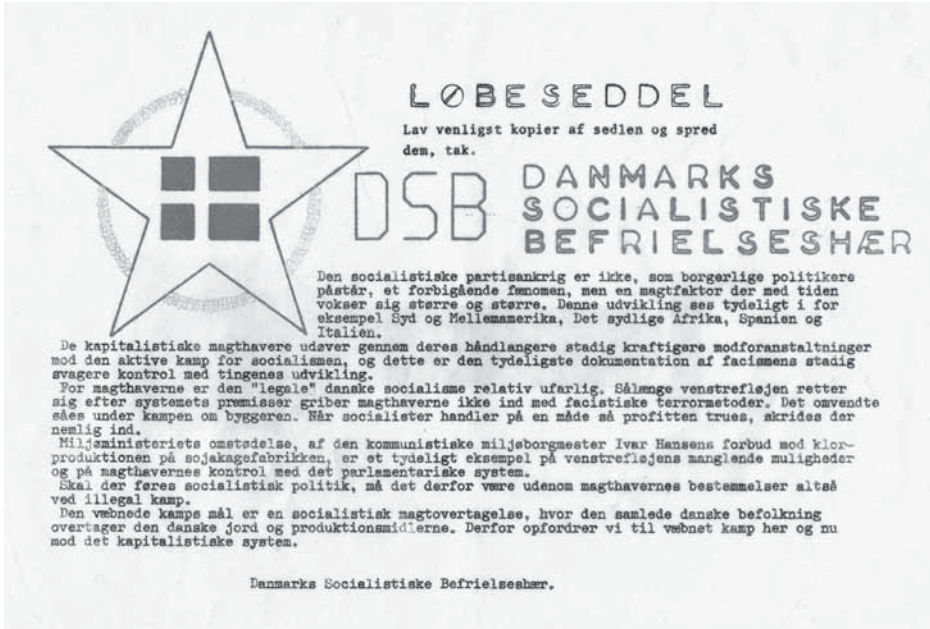 LØBESEDDEL
Lav venligst kopier af sedlen og spred
dem, tak.
DSB
DANMARKS
SOCIALISTISKE
BEFRIELSESHÆR
Den socialistiske partisankrig er ikke, som borgerlige politikere
påstår, et forbigående fænomen, men en magtfaktor der med tiden
vokser sig større og større. Denne udvikling ses tydeligt i for
eksempel Syd og Mellemamerika, Det sydlige Afrika, Spanien og
Italien.
De kapitalistiske magthavere udøver gennem deres håndlangere stadig kraftigere modforanstaltninger
mod den aktive kamp for socialismen, og dette er den tydeligste dokumentation af facismens stadig
svagere kontrol med tingenes udvikling.
For magthaverne er den "legale" danske socialisme relativ ufarlig. Sålænge venstrefløjen retter
sig efter systemets præmisser griber magthaverne ikke ind med facistiske terrormetoder. Det omvendte
såes under kampen om byggeren. Når socialister handler på en måde så profitten trues, skrides der
nemlig ind.
Miljøministeriets omstødelse, af den kommunistiske miljøborgmester Ivar Hansens forbud mod klor-
produktionen på sojakagefabrikken, er et tydeligt eksempel på venstrefløjens manglende muligheder
og på magthavernes kontrol med det parlamentariske system.
Skal der føres socialistisk politik, må det derfor være udenom magthavernes bestemmelser altså
ved illegal kamp.
Den væbnede kamps mål er en socialistisk magtovertagelse, hvor den samlede danske befolkning
overtager den danske jord og produktionsmidlerne. Derfor opfordrer vi til væbnet kamp her og nu
mod det kapitalistiske system.
Danmarks Socialistiske Befrielseshær.